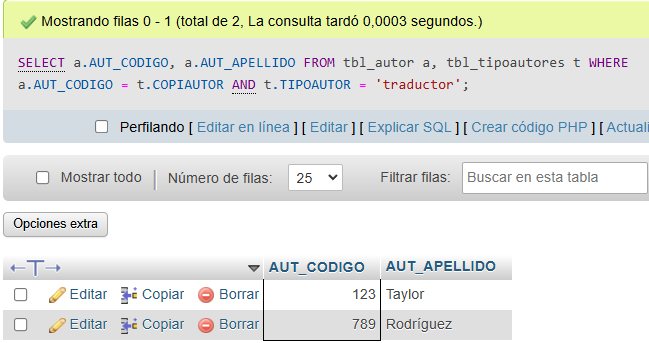 Mostrando filas 0 - 1 (total de 2, La consulta tardó 0,0003 segundos.)
SELECT a.AUT_CODIGO, a.AUT_APELLIDO FROM tbl_autor a, tbl_tipoautores t WHERE
a.AUT_CODIGO = t.COPIAUTOR AND t.TIPOAUTOR = 'traductor';
Perfilando [ Editar en línea ] [ Editar ] [ Explicar SQL ] [ Crear código PHP ] [ Actuali
Mostrar todo | Número de filas: 25 Filtrar filas: Buscar en esta tabla
Opciones extra
←T→ AUT_CODIGO AUT_APELLIDO
Editar Copiar Borrar 123 Taylor
Editar Copiar Borrar 789 Rodríguez